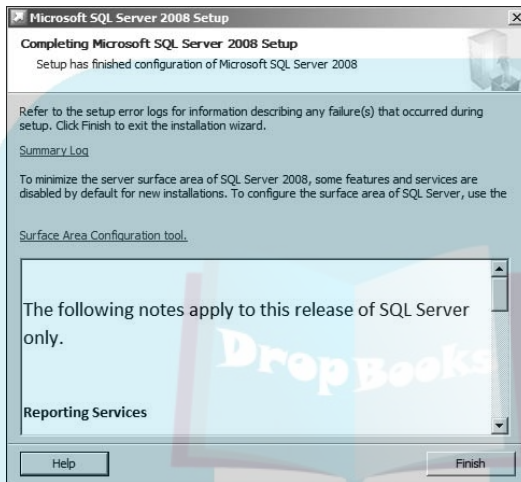 Microsoft SQL Server 2008 Setup
Completing Microsoft SQL Server 2008 Setup
Setup has finished configuration of Microsoft SQL Server 2008
Refer to the setup error logs for information describing any failure(s) that occurred during
setup. Click Finish to exit the installation wizard.
Summary Log
To minimize the server surface area of SQL Server 2008, some features and services are
disabled by default for new installations. To configure the surface area of SQL Server, use the
Surface Area Configuration tool.
The following notes apply to this release of SQL Server
only.
DropBooks
Reporting Services
Help
Finish